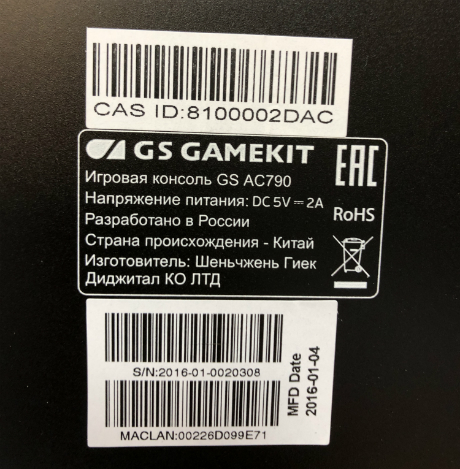 CAS ID:8100002DAC
GS GAMEKIT
EAC
Игровая консоль GS AC790
Напряжение питания: DC 5V ⎓ 2A
RoHS
Разработано в России
Страна происхождения - Китай
Изготовитель: Шеньчжень Гиек
Диджитал КО ЛТД
S/N:2016-01-0020308
MACLAN:00226D099E71
MFD Date
2016-01-04